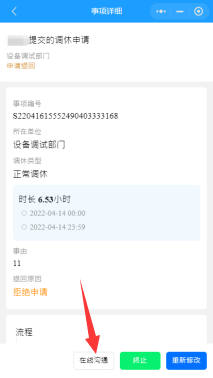 事项详细
提交的调休申请
设备调试部门
申请退回
事项编号
S22041615552490403333168
所在单位
设备调试部门
调休类型
正常调休
时长 6.53小时
2022-04-14 00:00
2022-04-14 23:59
事由
11
退回原因
拒绝申请
流程
在线沟通 终止 重新修改